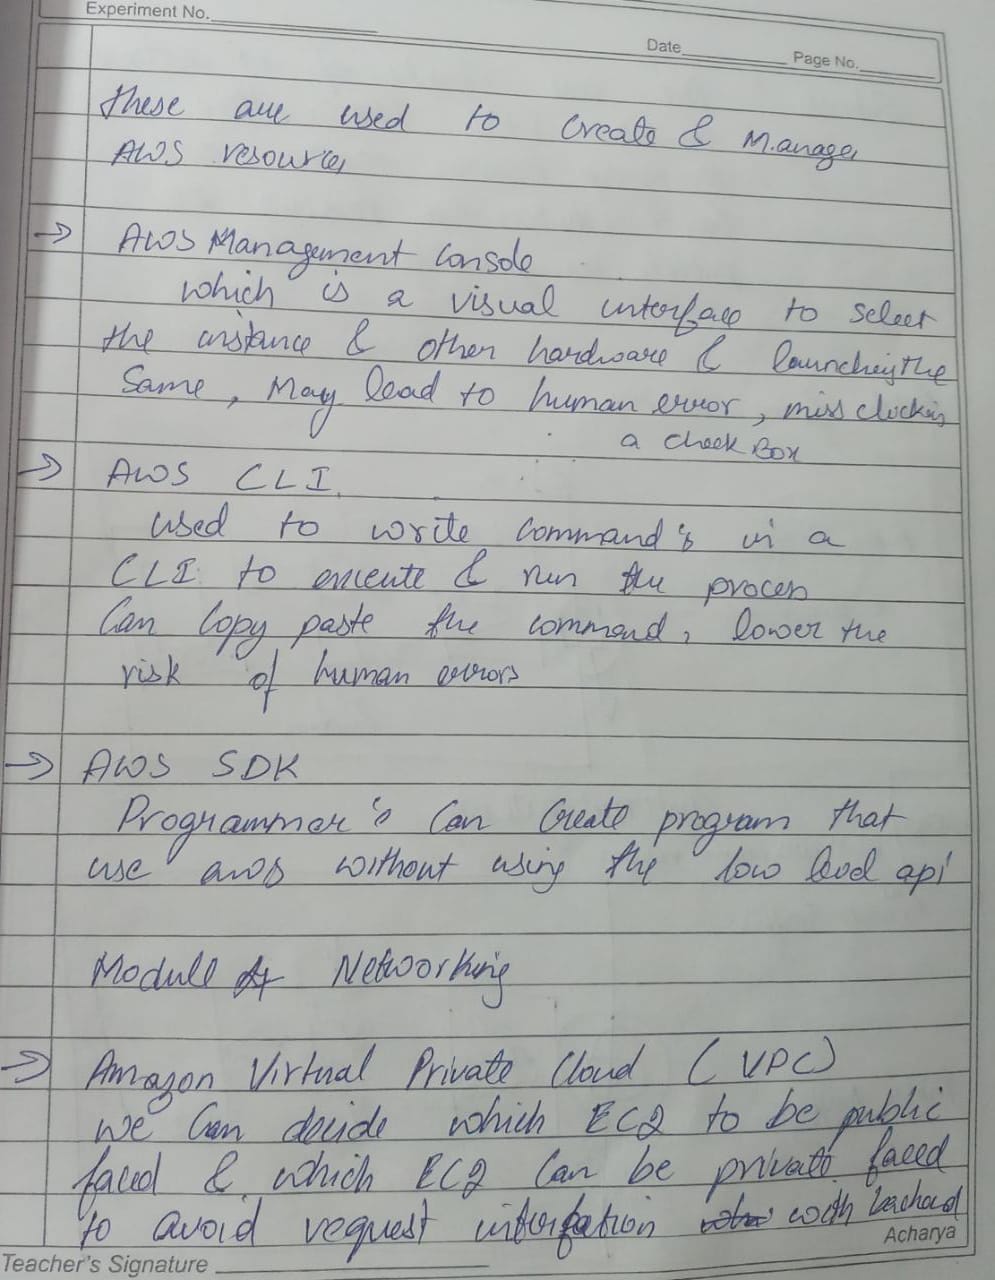 Experiment No.
Date Page No.
these are used to Create & Manage
AWS resources
→ AWS Management Console
which is a visual interface to select
the instance & other hardware & launching the
Same, May lead to human error, miss clicking
a check Box
→ AWS CLI
used to write Command's in a
CLI to execute & run the process
Can Copy paste the command, lower the
risk of human errors
→ AWS SDK
Programmer's Can Create program that
use aws without using the low level api
Module 4 Networking
→ Amazon Virtual Private Cloud (VPC)
we Can decide which EC2 to be public
faced & which EC2 Can be private faced
to avoid request with
Acharya
Teacher's Signature